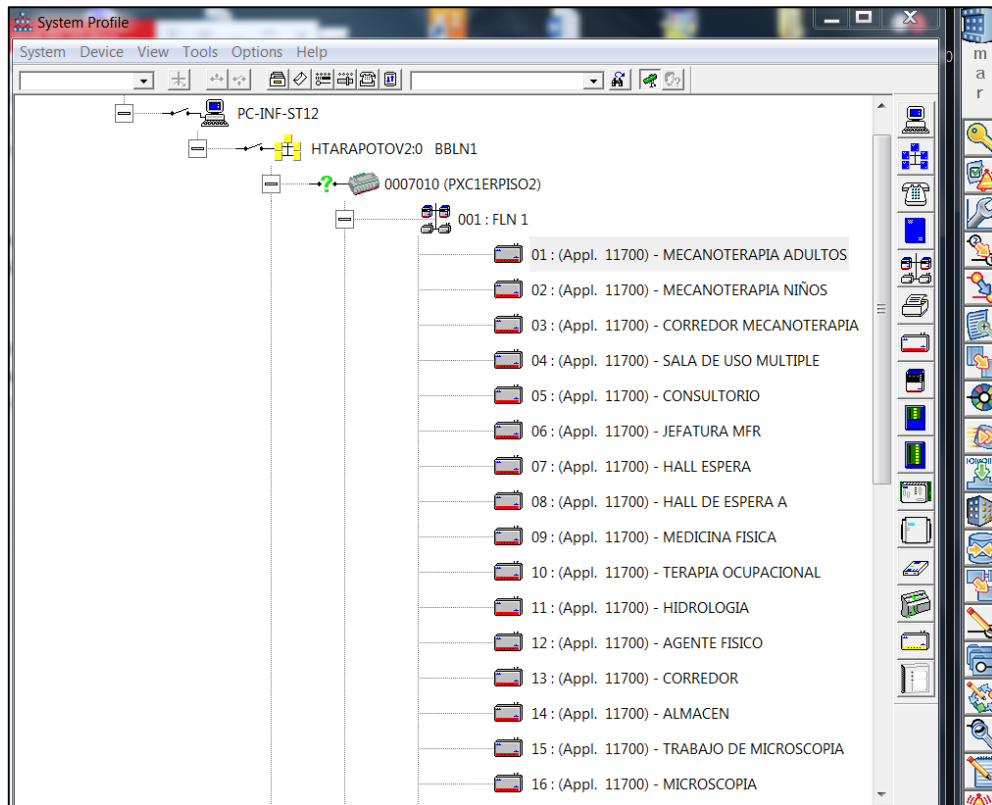 System Profile
System Device View Tools Options Help
PC-INF-ST12
HTARAPOTOV2:0 BBLN1
0007010 (PXC1ERPISO2)
001 : FLN 1
01 : (Appl. 11700) - MECANOTERAPIA ADULTOS
02 : (Appl. 11700) - MECANOTERAPIA NIÑOS
03 : (Appl. 11700) - CORREDOR MECANOTERAPIA
04 : (Appl. 11700) - SALA DE USO MULTIPLE
05 : (Appl. 11700) - CONSULTORIO
06 : (Appl. 11700) - JEFATURA MFR
07 : (Appl. 11700) - HALL ESPERA
08 : (Appl. 11700) - HALL DE ESPERA A
09 : (Appl. 11700) - MEDICINA FISICA
10 : (Appl. 11700) - TERAPIA OCUPACIONAL
11 : (Appl. 11700) - HIDROLOGIA
12 : (Appl. 11700) - AGENTE FISICO
13 : (Appl. 11700) - CORREDOR
14 : (Appl. 11700) - ALMACEN
15 : (Appl. 11700) - TRABAJO DE MICROSCOPIA
16 : (Appl. 11700) - MICROSCOPIA
m
a
r